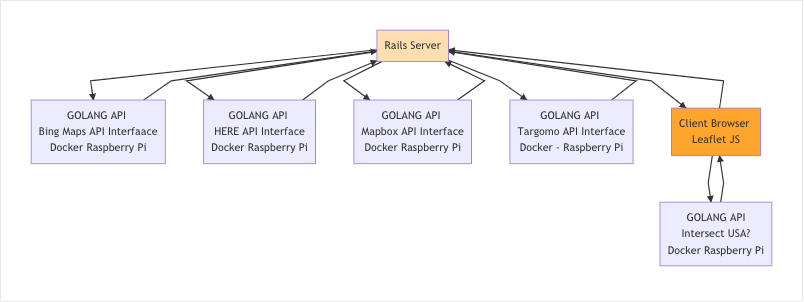 Rails Server
GOLANG API
Bing Maps API Interfaace
Docker Raspberry Pi
GOLANG API
HERE API Interface
Docker Raspberry Pi
GOLANG API
Mapbox API Interface
Docker Raspberry Pi
GOLANG API
Targomo API Interface
Docker - Raspberry Pi
Client Browser
Leaflet JS
GOLANG API
Intersect USA?
Docker Raspberry Pi